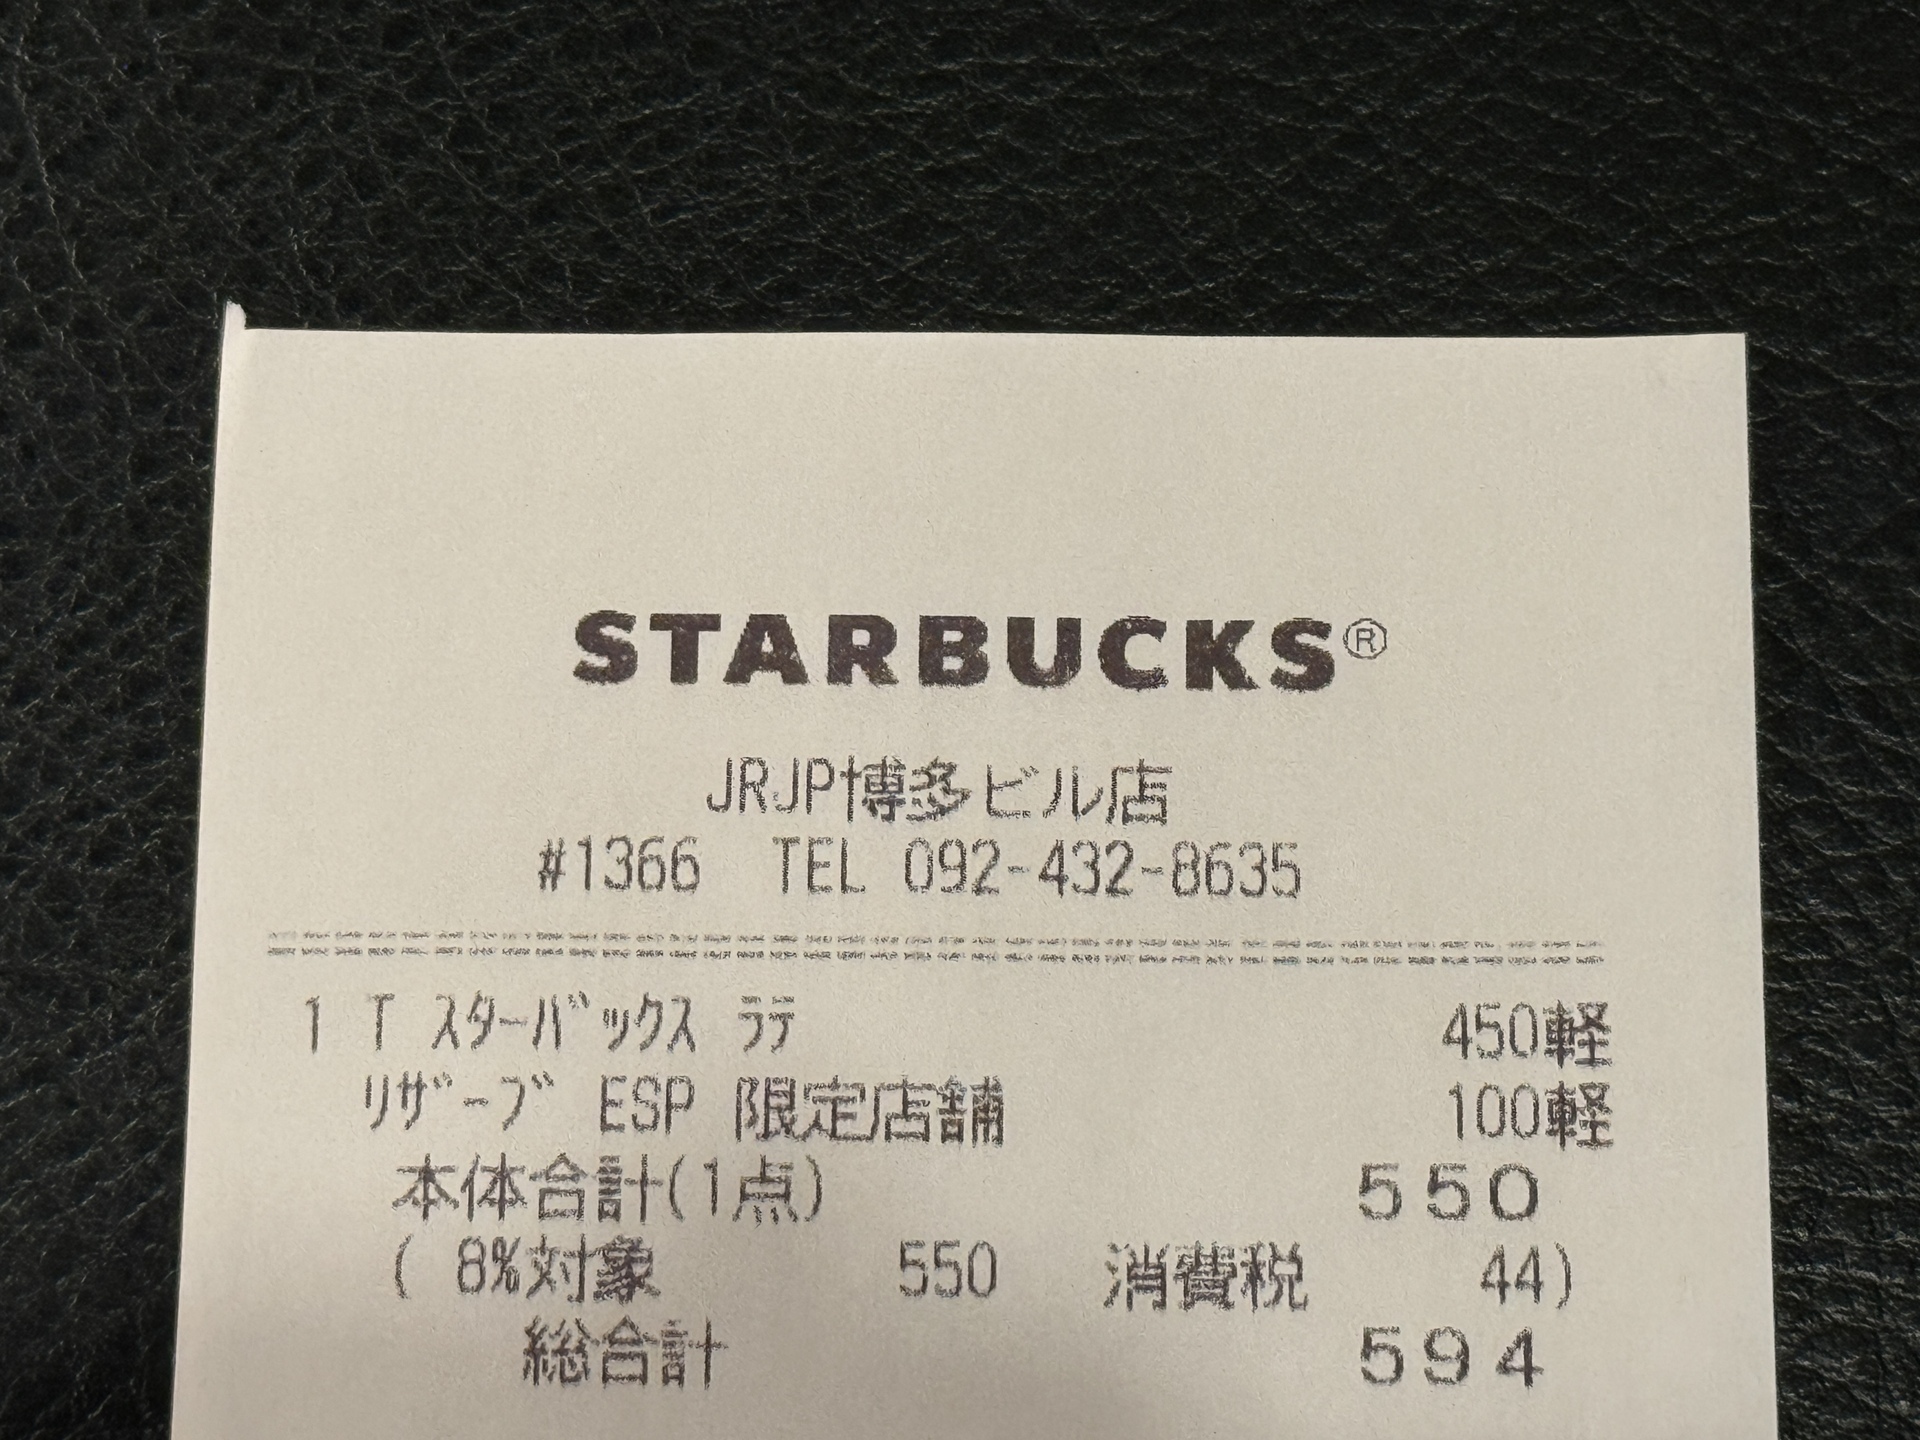 STARBUCKS®
JRJP博多ビル店
#1366 TEL 092-432-8635
1 T スターバックス ラテ 450軽
リザーブ ESP 限定店舗 100軽
本体合計(1点) 550
( 8%対象 550 消費税 44)
総合計 594